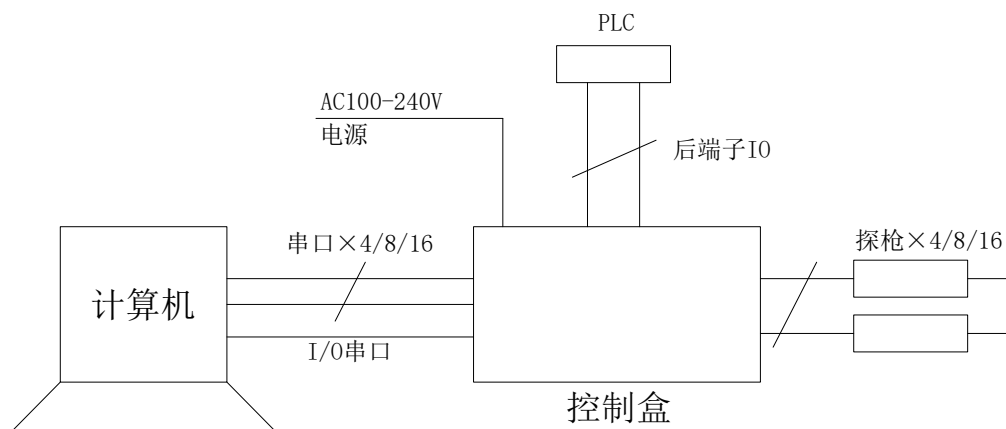 PLC
AC100-240V
电源
后端子IO
串口×4/8/16
探枪×4/8/16
计算机
I/O串口
控制盒